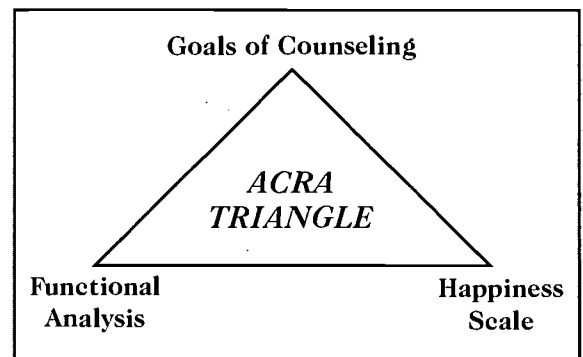 Goals of Counseling
ACRA
TRIANGLE
Functional
Analysis
Happiness
Scale